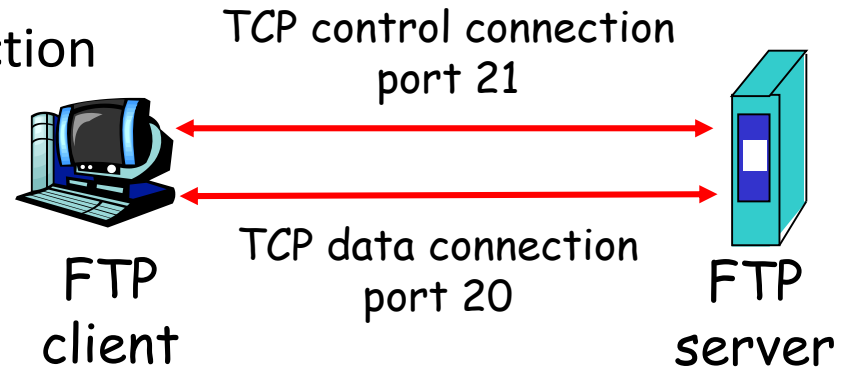 ction
TCP control connection
port 21
TCP data connection
port 20
FTP
client
FTP
server